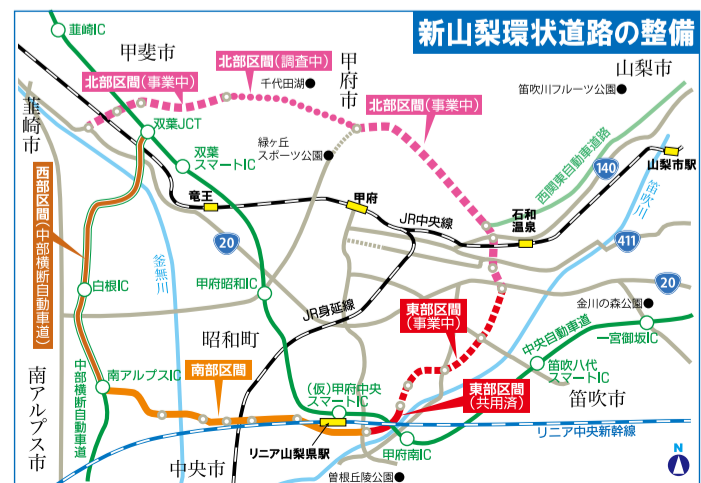 新山梨環状道路の整備
韮崎IC
甲斐市
北部区間(調査中)
千代田湖
甲府市
山梨市
笛吹川フルーツ公園
北部区間(事業中)
北部区間(事業中)
韮崎市
双葉JCT
緑ヶ丘
スポーツ公園
双葉
スマートIC
西関東自動車道路
140
山梨市駅
笛吹川
西部区間(中部横断自動車道)
竜王
甲府
JR中央線
石和
温泉
411
20
釜無川
白根IC
甲府昭和IC
20
JR身延線
東部区間
(事業中)
金川の森公園
中央自動車道
一宮御坂IC
昭和町
南アルプスIC
南部区間
(仮)甲府中央
スマートIC
笛吹八代
スマートIC
東部区間
(共用済)
笛吹市
南アルプス市
中部横断自動車道
リニア山梨県駅
甲府南IC
リニア中央新幹線
中央市
曽根丘陵公園
N